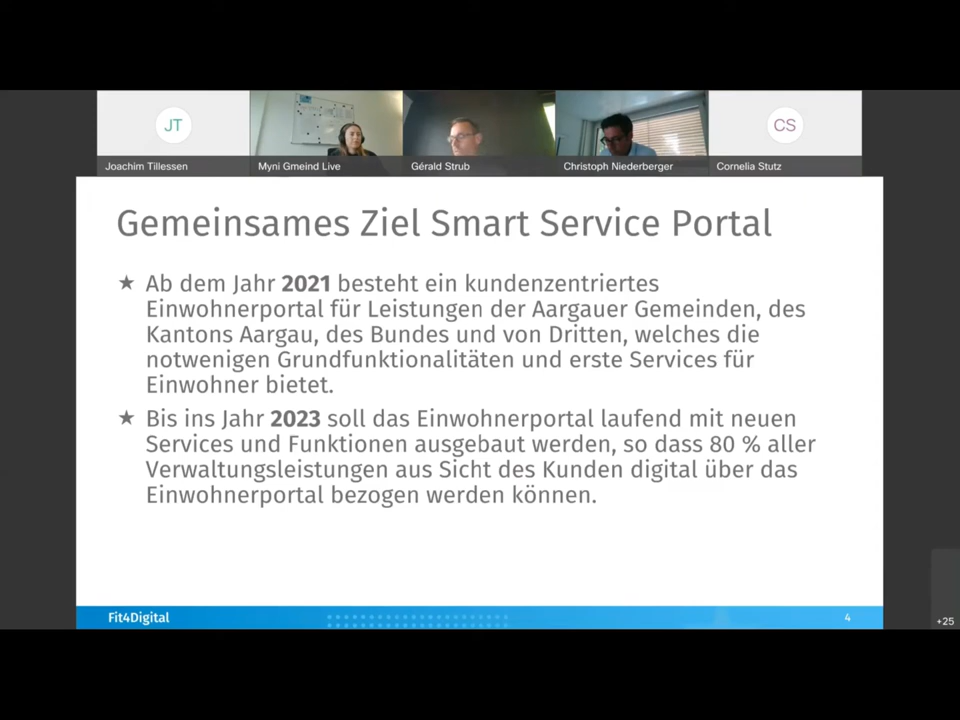 JT
CS
Joachim Tillessen
Myni Gmeind Live
Gérald Strub
Christoph Niederberger
Cornelia Stutz
Gemeinsames Ziel Smart Service Portal
★ Ab dem Jahr 2021 besteht ein kundenzentriertes
Einwohnerportal für Leistungen der Aargauer Gemeinden, des
Kantons Aargau, des Bundes und von Dritten, welches die
notwenigen Grundfunktionalitäten und erste Services für
Einwohner bietet.
★ Bis ins Jahr 2023 soll das Einwohnerportal laufend mit neuen
Services und Funktionen ausgebaut werden, so dass 80 % aller
Verwaltungsleistungen aus Sicht des Kunden digital über das
Einwohnerportal bezogen werden können.
Fit4Digital
4
+25